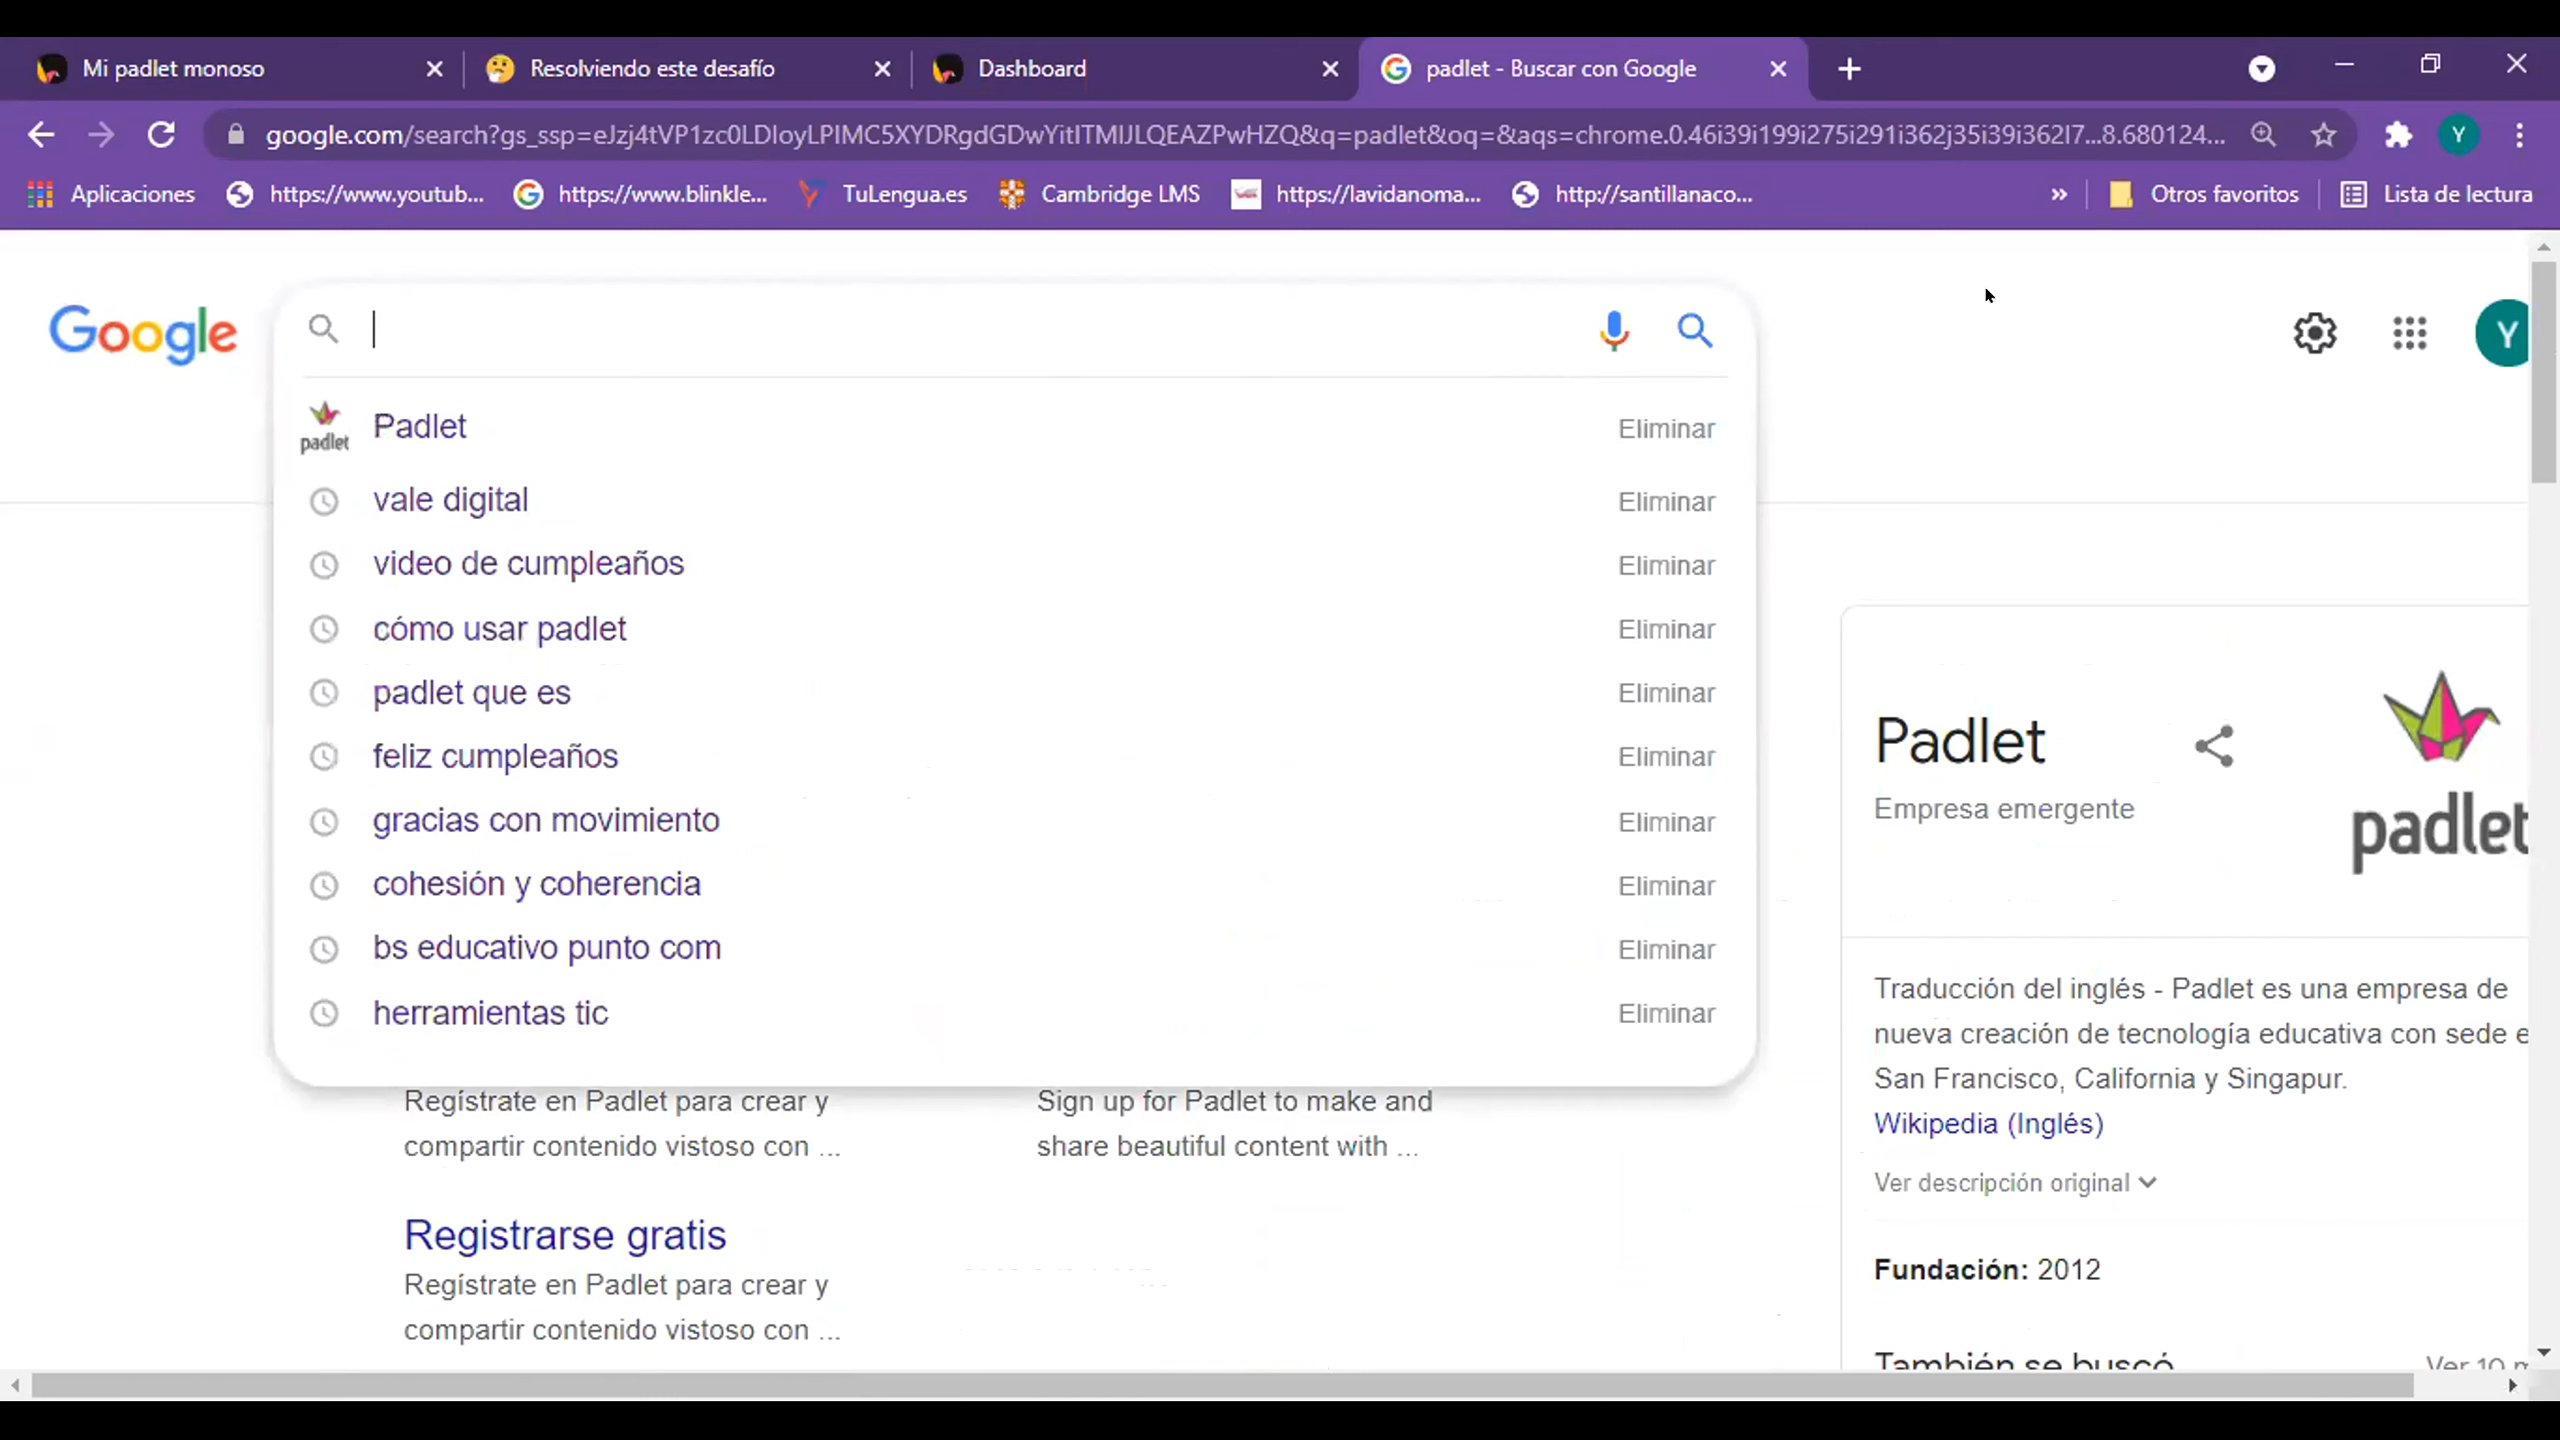 Mi padlet monoso
Resolviendo este desafío
Dashboard
padlet - Buscar con Google
google.com/search?gs_ssp=eJzj4tVP1zc0LDIoyLPIMC5XYDRgdGDwYitITMIJLQEAZPwHZQ&q=padlet&oq=&aqs=chrome.0.46i39i199i275i291i362j35i39i362l7...8.680124...
Y
Aplicaciones
https://www.youtub...
https://www.blinkle...
TuLengua.es
Cambridge LMS
https://lavidanoma...
http://santillanaco...
»
Otros favoritos
Lista de lectura
Google
Y
padlet
Padlet
Eliminar
vale digital
Eliminar
video de cumpleaños
Eliminar
cómo usar padlet
Eliminar
padlet que es
Eliminar
feliz cumpleaños
Eliminar
gracias con movimiento
Eliminar
cohesión y coherencia
Eliminar
bs educativo punto com
Eliminar
herramientas tic
Eliminar
Regístrate en Padlet para crear y
compartir contenido vistoso con ...
Sign up for Padlet to make and
share beautiful content with ...
Registrarse gratis
Regístrate en Padlet para crear y
compartir contenido vistoso con ...
Padlet
Empresa emergente
padlet
Traducción del inglés - Padlet es una empresa de
nueva creación de tecnología educativa con sede e
San Francisco, California y Singapur.
Wikipedia (Inglés)
Ver descripción original
Fundación: 2012
También se buscó
Ver 10 m